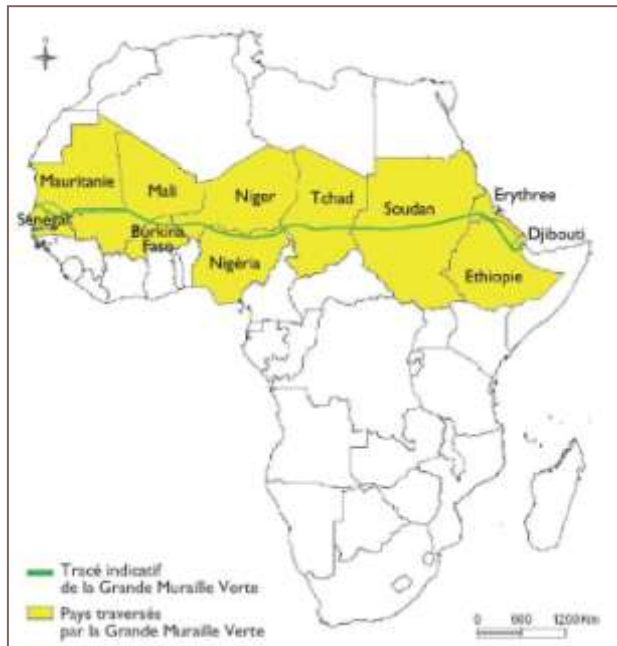 Mauritanie
Mali
Niger
Tchad
Soudan
Erythree
Sénégal
Burkina
Faso
Djibouti
Nigéria
Ethiopie
Tracé indicatif
de la Grande Muraille Verte
Pays traversés
par la Grande Muraille Verte
0 600 1200 Km